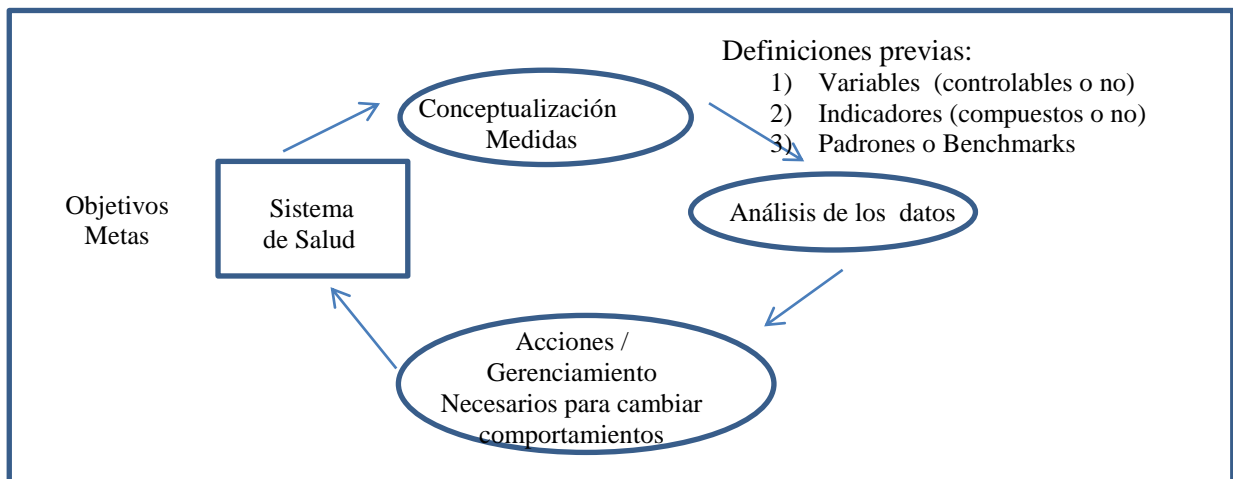 Definiciones previas:
1) Variables (controlables o no)
2) Indicadores (compuestos o no)
3) Padrones o Benchmarks
Conceptualización
Medidas
Objetivos
Metas
Sistema
de Salud
Análisis de los datos
Acciones /
Gerenciamiento
Necesarios para cambiar
comportamientos